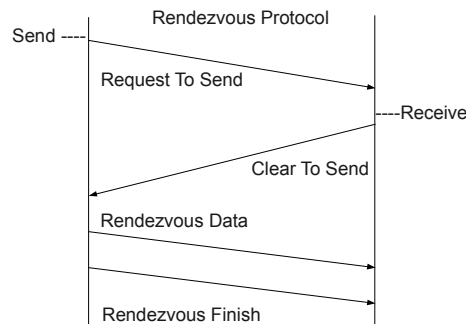 Rendezvous Protocol
Send ----
Request To Send
----Receive
Clear To Send
Rendezvous Data
Rendezvous Finish